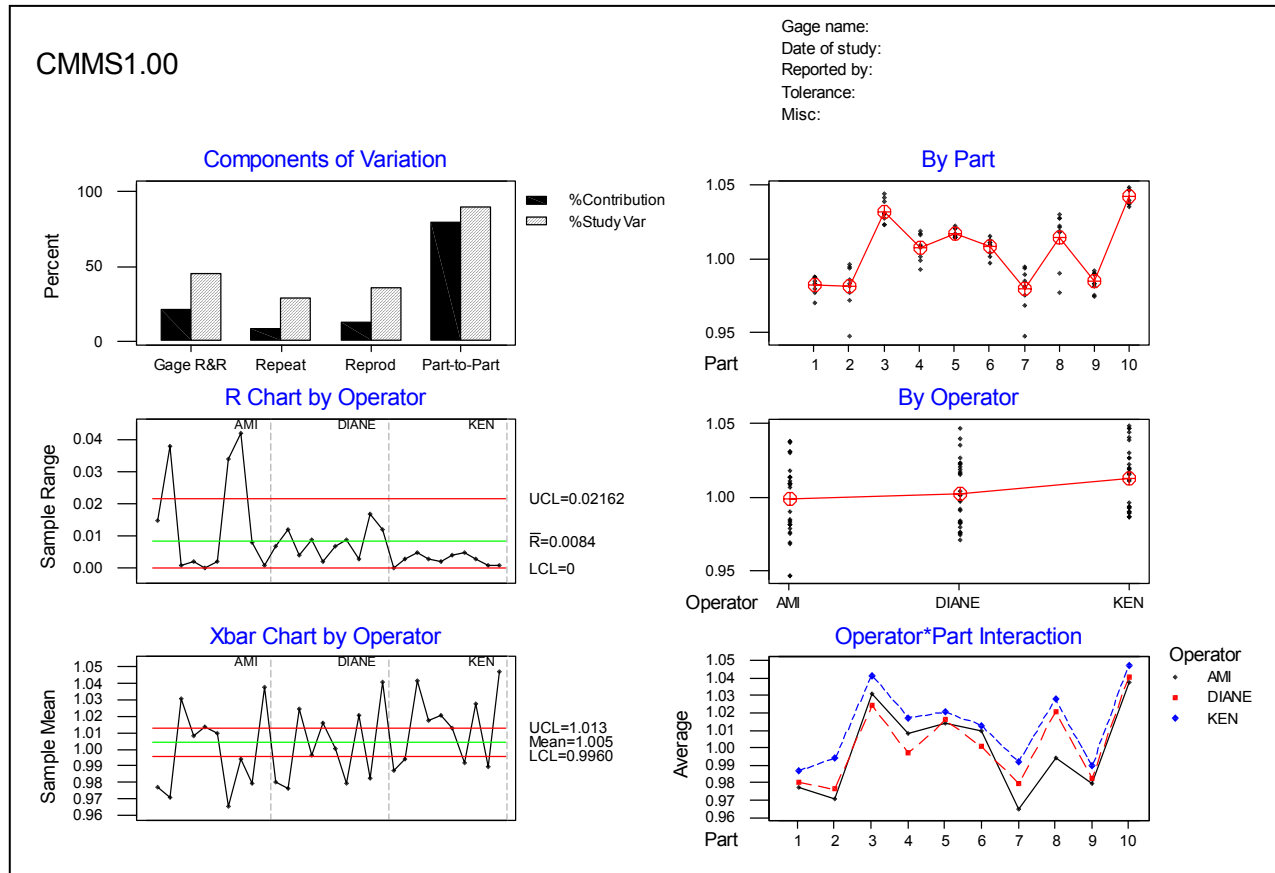 CMMS1.00
Gage name:
Date of study:
Reported by:
Tolerance:
Misc:
Components of Variation
Percent
100
50
0
Gage R&R Repeat Reprod Part-to-Part
%Contribution
%Study Var
By Part
1.05
1.00
0.95
Part 1 2 3 4 5 6 7 8 9 10
R Chart by Operator
Sample Range
AMI DIANE KEN
0.04
0.03
0.02
0.01
0.00
UCL=0.02162
R=0.0084
LCL=0
By Operator
1.05
1.00
0.95
Operator AMI DIANE KEN
Xbar Chart by Operator
Sample Mean
AMI DIANE KEN
1.05
1.04
1.03
1.02
1.01
1.00
0.99
0.98
0.97
0.96
UCL=1.013
Mean=1.005
LCL=0.9960
Operator*Part Interaction
Average
1.05
1.04
1.03
1.02
1.01
1.00
0.99
0.98
0.97
0.96
Part 1 2 3 4 5 6 7 8 9 10
Operator
AMI
DIANE
KEN